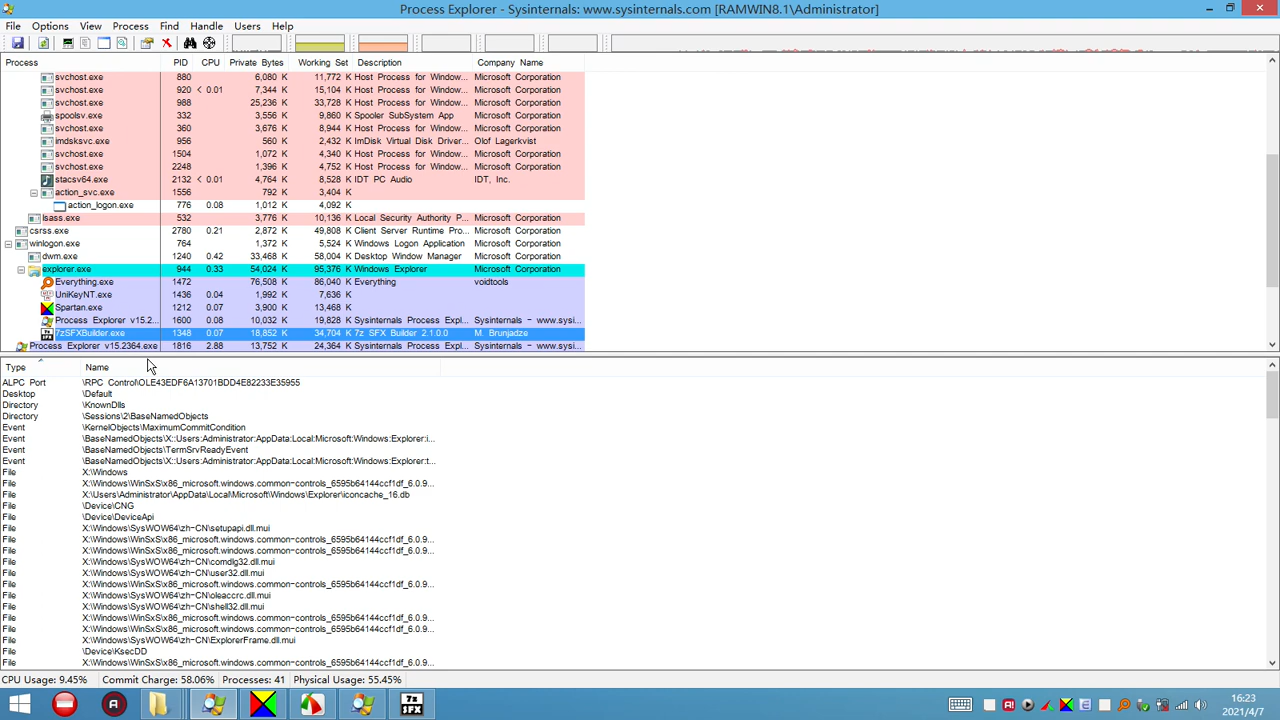 Process Explorer - Sysinternals: www.sysinternals.com [RAMWIN8.1\Administrator]
File Options View Process Find Handle Users Help
Process PID CPU Private Bytes Working Set Description Company Name
svchost.exe 880 6,080 K 11,772 K Host Process for Window... Microsoft Corporation
svchost.exe 920 < 0.01 7,344 K 15,104 K Host Process for Window... Microsoft Corporation
svchost.exe 988 25,236 K 33,728 K Host Process for Window... Microsoft Corporation
spoolsv.exe 332 3,556 K 9,860 K Spooler SubSystem App Microsoft Corporation
svchost.exe 360 3,676 K 8,944 K Host Process for Window... Microsoft Corporation
imdsksvc.exe 956 560 K 2,432 K ImDisk Virtual Disk Driver... Olof Lagerkvist
svchost.exe 1504 1,072 K 4,340 K Host Process for Window... Microsoft Corporation
svchost.exe 2248 1,396 K 4,752 K Host Process for Window... Microsoft Corporation
stacsv64.exe 2132 < 0.01 4,764 K 8,528 K IDT PC Audio IDT, Inc.
action_svc.exe 1556 792 K 3,404 K
action_logon.exe 776 0.08 1,012 K 4,092 K
lsass.exe 532 3,776 K 10,136 K Local Security Authority P... Microsoft Corporation
csrss.exe 2780 0.21 2,872 K 49,808 K Client Server Runtime Pro... Microsoft Corporation
winlogon.exe 764 1,372 K 5,524 K Windows Logon Application Microsoft Corporation
dwm.exe 1240 0.42 33,468 K 58,004 K Desktop Window Manager Microsoft Corporation
explorer.exe 944 0.33 54,024 K 95,376 K Windows Explorer Microsoft Corporation
Everything.exe 1472 76,508 K 86,040 K Everything voidtools
UniKeyNT.exe 1436 0.04 1,992 K 7,636 K
Spartan.exe 1212 0.07 3,900 K 13,468 K
Process Explorer v15.2... 1600 0.08 10,032 K 19,828 K Sysinternals Process Expl... Sysinternals - www.sysi...
7zSFXBuilder.exe 1348 0.07 18,852 K 34,704 K 7z SFX Builder 2.1.0.0 M. Brunjadze
Process Explorer v15.2364.exe 1816 2.88 13,752 K 24,364 K Sysinternals Process Expl... Sysinternals - www.sysi...
Type Name
ALPC Port \RPC Control\OLE43EDF6A13701BDD4E82233E35955
Desktop \Default
Directory \KnownDlls
Directory \Sessions\2\BaseNamedObjects
Event \KernelObjects\MaximumCommitCondition
Event \BaseNamedObjects\X::Users:Administrator:AppData:Local:Microsoft:Windows:Explorer:i...
Event \BaseNamedObjects\TermSrvReadyEvent
Event \BaseNamedObjects\X::Users:Administrator:AppData:Local:Microsoft:Windows:Explorer:t...
File X:\Windows
File X:\Windows\WinSxS\x86_microsoft.windows.common-controls_6595b64144ccf1df_6.0.9...
File X:\Users\Administrator\AppData\Local\Microsoft\Windows\Explorer\iconcache_16.db
File \Device\CNG
File \Device\DeviceApi
File X:\Windows\SysWOW64\zh-CN\setupapi.dll.mui
File X:\Windows\WinSxS\x86_microsoft.windows.common-controls_6595b64144ccf1df_6.0.9...
File X:\Windows\WinSxS\x86_microsoft.windows.common-controls_6595b64144ccf1df_6.0.9...
File X:\Windows\SysWOW64\zh-CN\comdlg32.dll.mui
File X:\Windows\SysWOW64\zh-CN\user32.dll.mui
File X:\Windows\WinSxS\x86_microsoft.windows.common-controls_6595b64144ccf1df_6.0.9...
File X:\Windows\SysWOW64\zh-CN\oleaccrc.dll.mui
File X:\Windows\SysWOW64\zh-CN\shell32.dll.mui
File X:\Windows\WinSxS\x86_microsoft.windows.common-controls_6595b64144ccf1df_6.0.9...
File X:\Windows\WinSxS\x86_microsoft.windows.common-controls_6595b64144ccf1df_6.0.9...
File X:\Windows\SysWOW64\zh-CN\ExplorerFrame.dll.mui
File \Device\KsecDD
File X:\Windows\WinSxS\x86_microsoft.windows.common-controls_6595b64144ccf1df_6.0.9...
CPU Usage: 9.45% Commit Charge: 58.06% Processes: 41 Physical Usage: 55.45%
7z
SFX
16:23
2021/4/7